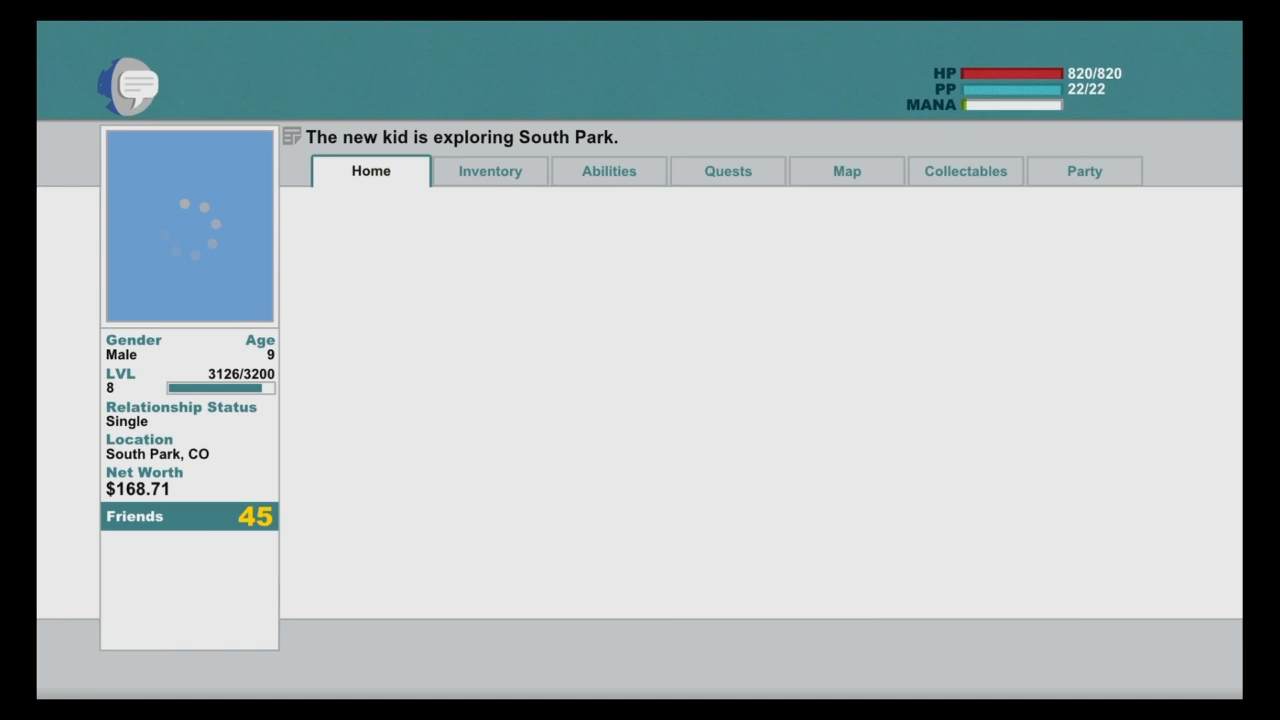 HP 820/820
PP 22/22
MANA
The new kid is exploring South Park.
Home Inventory Abilities Quests Map Collectables Party
Gender Age
Male 9
LVL 3126/3200
8
Relationship Status
Single
Location
South Park, CO
Net Worth
$168.71
Friends 45